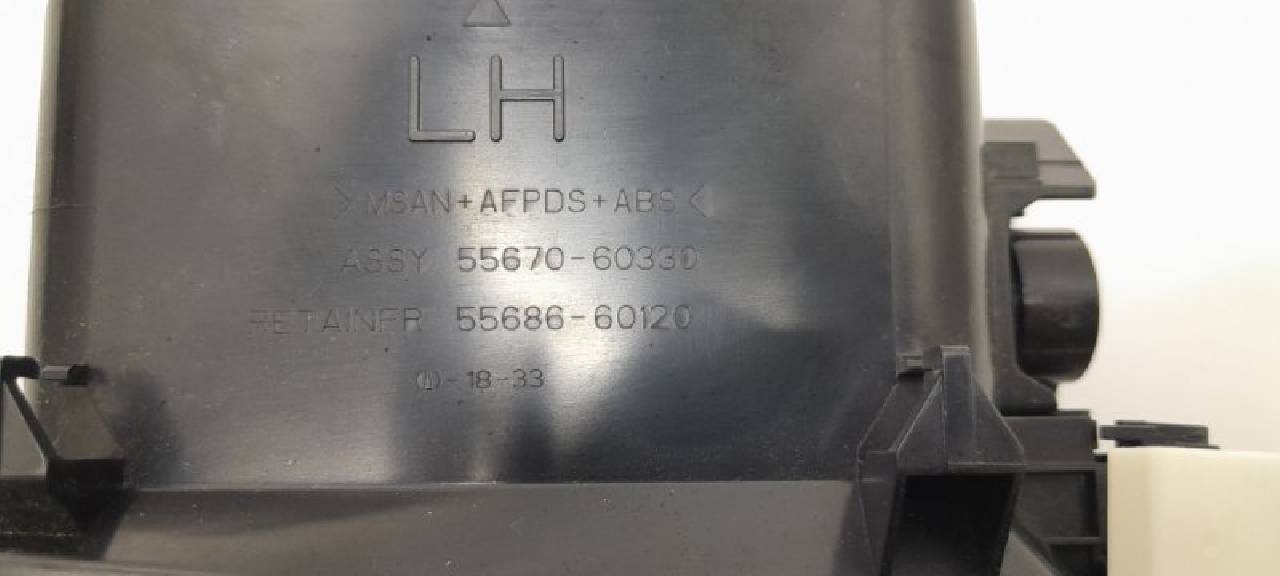 LH
>MSAN+AFPDS+ABS<
ASSY 55670-60330
RETAINER 55686-60120
-18-33